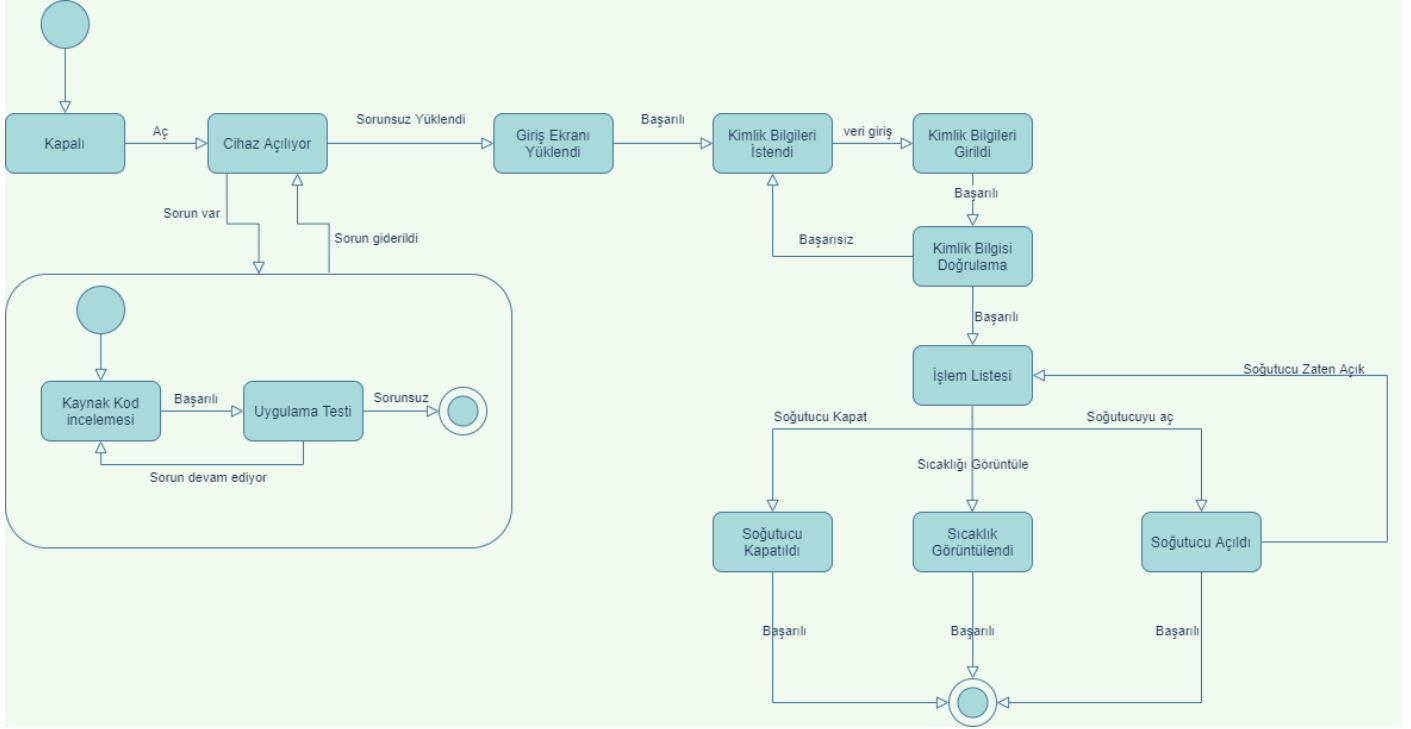 Kapalı
Aç
Cihaz Açılıyor
Sorunsuz Yüklendi
Giriş Ekranı
Yüklendi
Başarılı
Kimlik Bilgileri
İstendi
veri giriş
Kimlik Bilgileri
Girildi
Başarılı
Sorun var
Sorun giderildi
Başarısız
Kimlik Bilgisi
Doğrulama
Başarılı
İşlem Listesi
Soğutucu Zaten Açık
Kaynak Kod
incelemesi
Başarılı
Uygulama Testi
Sorunsuz
Sorun devam ediyor
Soğutucu Kapat
Sıcaklığı Görüntüle
Soğutucuyu aç
Soğutucu
Kapatıldı
Sıcaklık
Görüntülendi
Soğutucu Açıldı
Başarılı
Başarılı
Başarılı